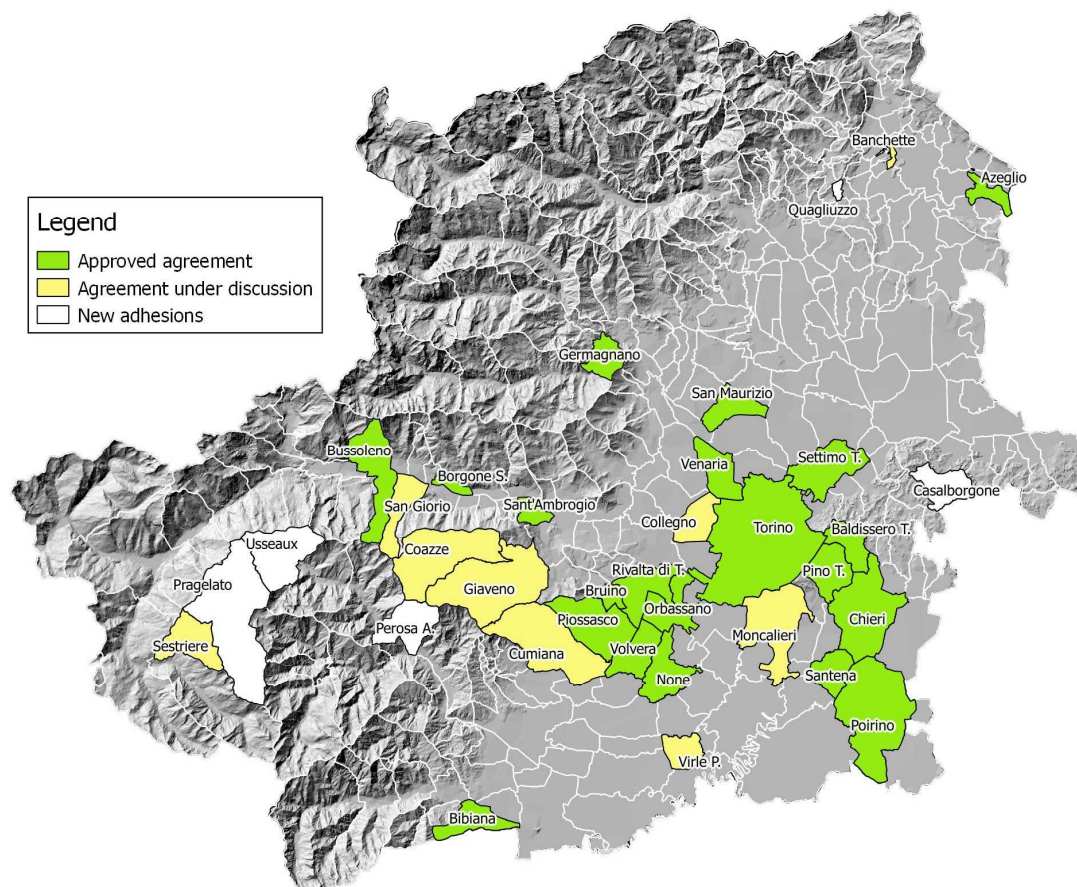 Legend
Approved agreement
Agreement under discussion
New adhesions
Banchette
Azeglio
Quagliuzzo
Germagnano
San Maurizio
Bussoleno
Venaria
Settimo T.
Borgone S.
Casalborgone
San Giorio
Sant'Ambrogio
Collegno
Torino
Baldissero T.
Usseaux
Coazze
Pragelato
Rivalta di T.
Pino T.
Giaveno
Bruino
Orbassano
Piossasco
Chieri
Perosa A.
Moncalieri
Sestriere
Cumiana
Volvera
None
Santena
Poirino
Virle P.
Bibiana